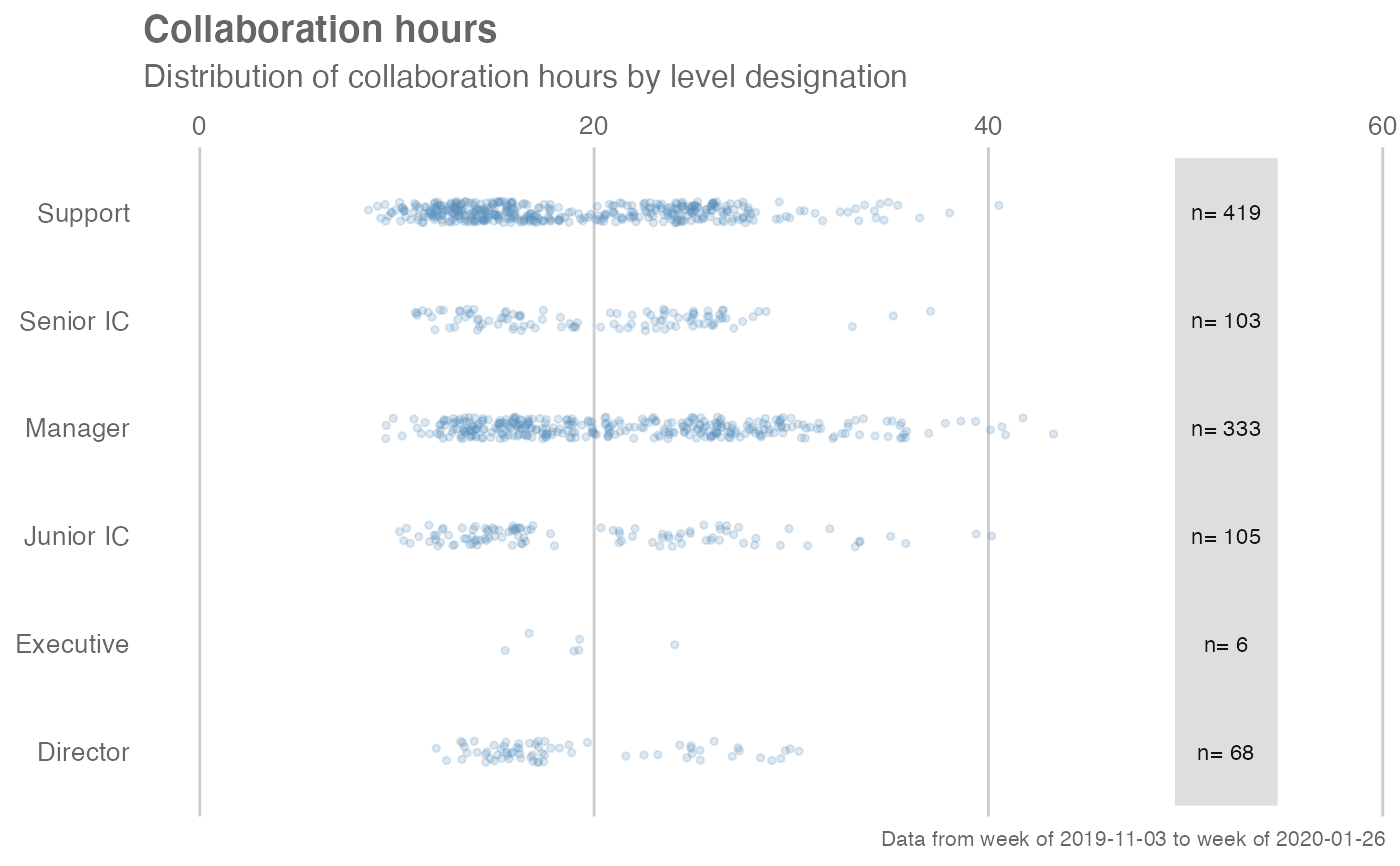 Collaboration hours
Distribution of collaboration hours by level designation
0 20 40 60
Support n= 419
Senior IC n= 103
Manager n= 333
Junior IC n= 105
Executive n= 6
Director n= 68
Data from week of 2019-11-03 to week of 2020-01-26